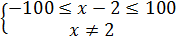 −100 ≤ x − 2 ≤ 100
x ≠ 2